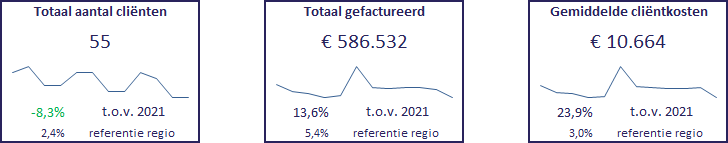 Totaal aantal cliënten
55
-8,3% t.o.v. 2021
2,4% referentie regio
Totaal gefactureerd
€ 586.532
13,6% t.o.v. 2021
5,4% referentie regio
Gemiddelde cliëntkosten
€ 10.664
23,9% t.o.v. 2021
3,0% referentie regio